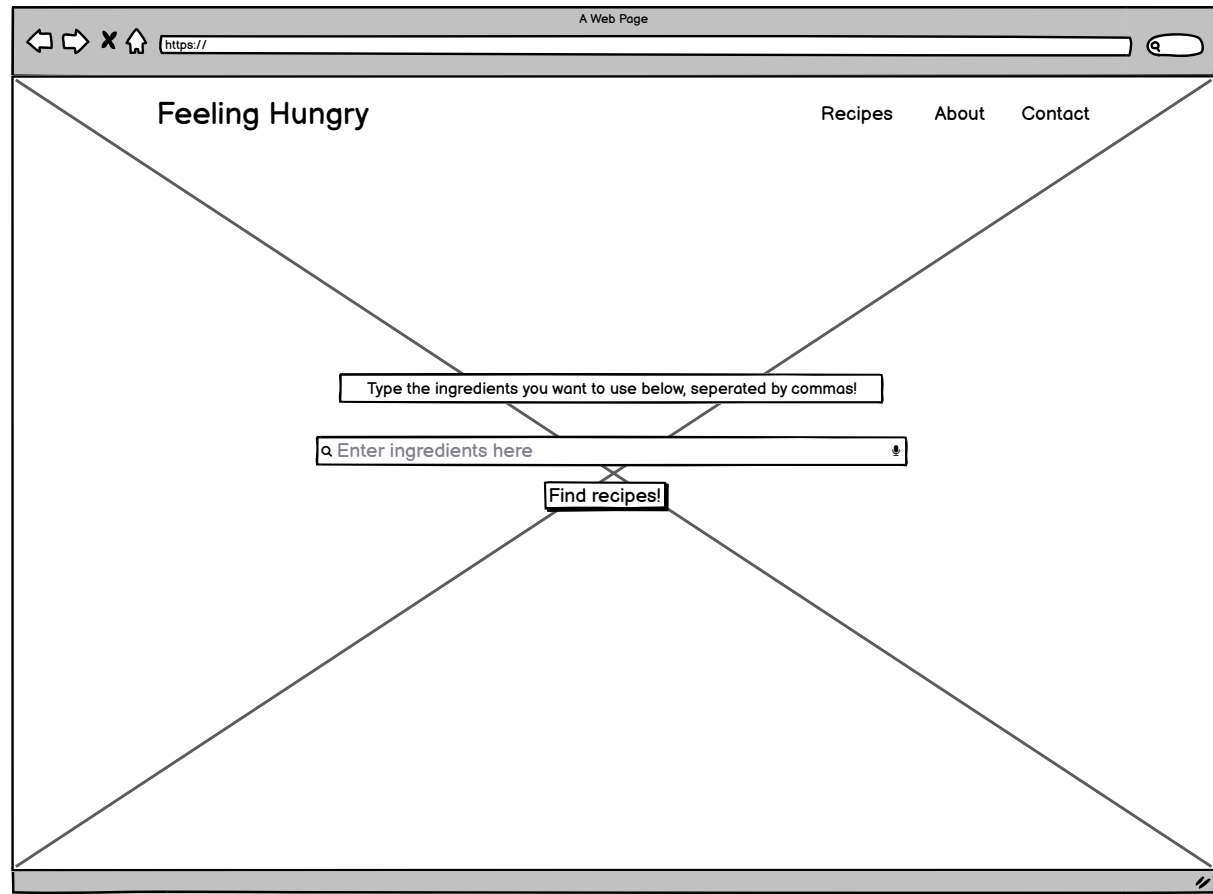 A Web Page
https://
Feeling Hungry
Recipes About Contact
Type the ingredients you want to use below, seperated by commas!
Enter ingredients here
Find recipes!